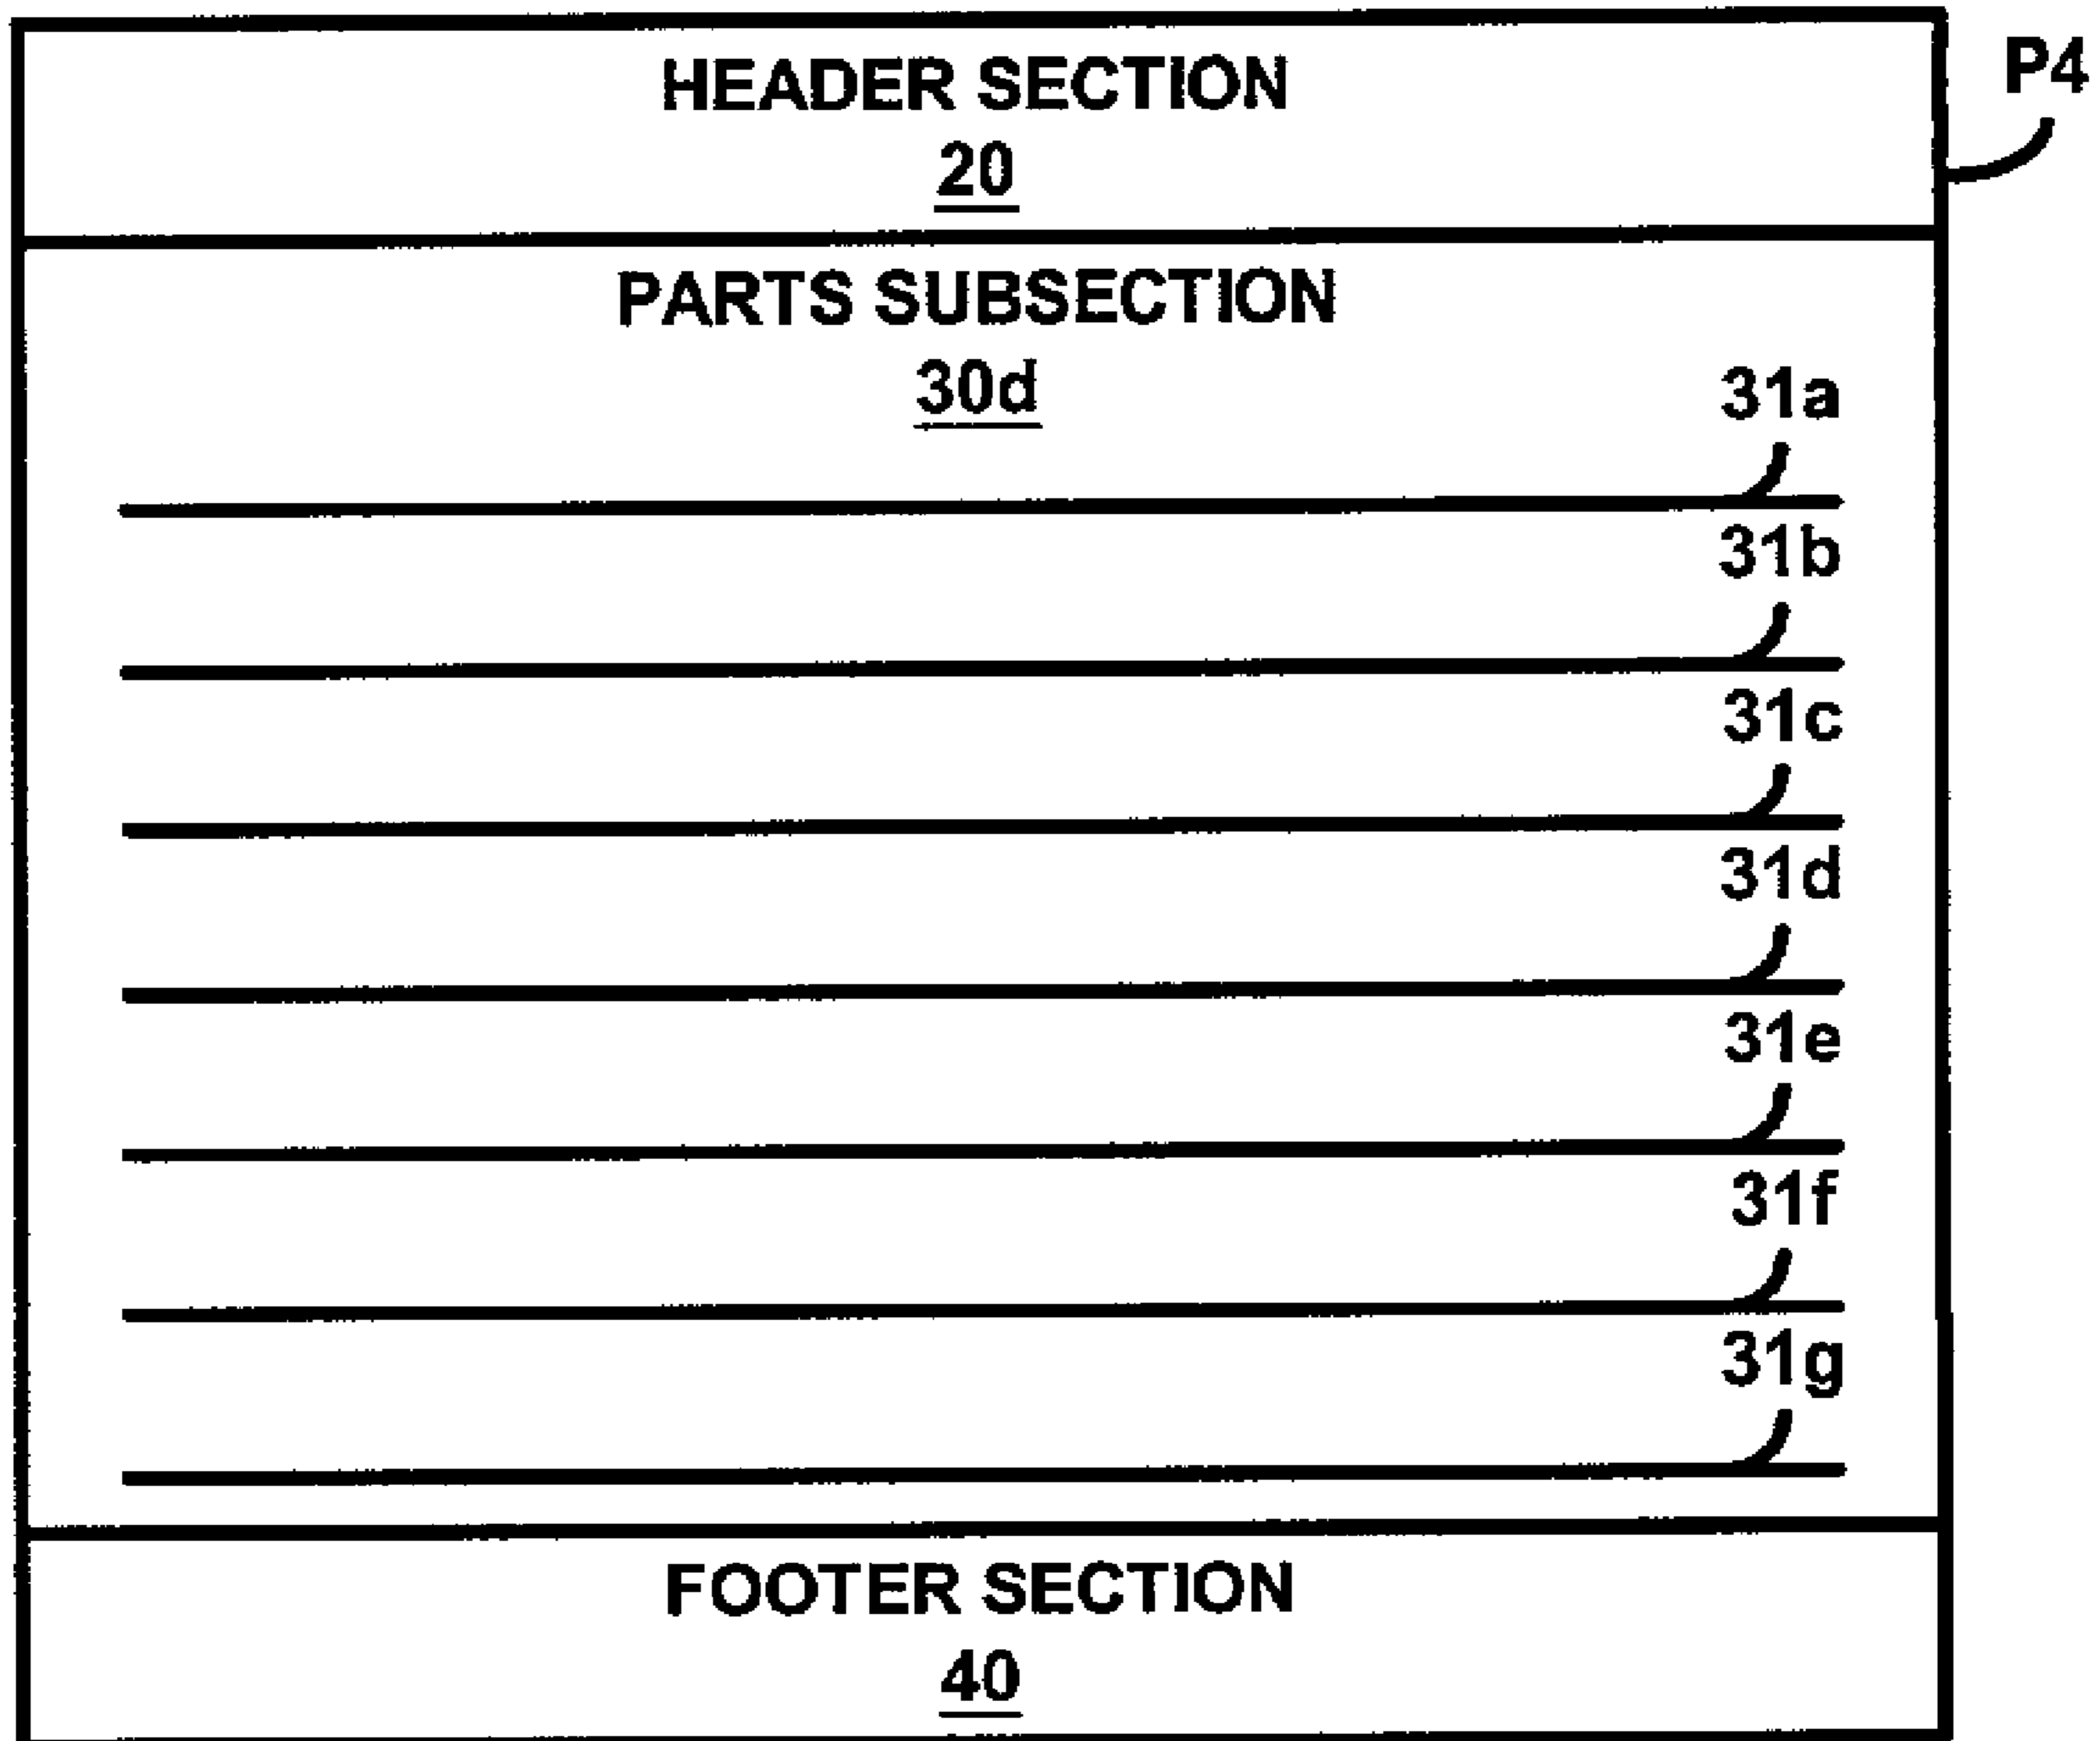 HEADER SECTION
20
P4
PARTS SUBSECTION
30d
31a
31b
31c
31d
31e
31f
31g
FOOTER SECTION
40